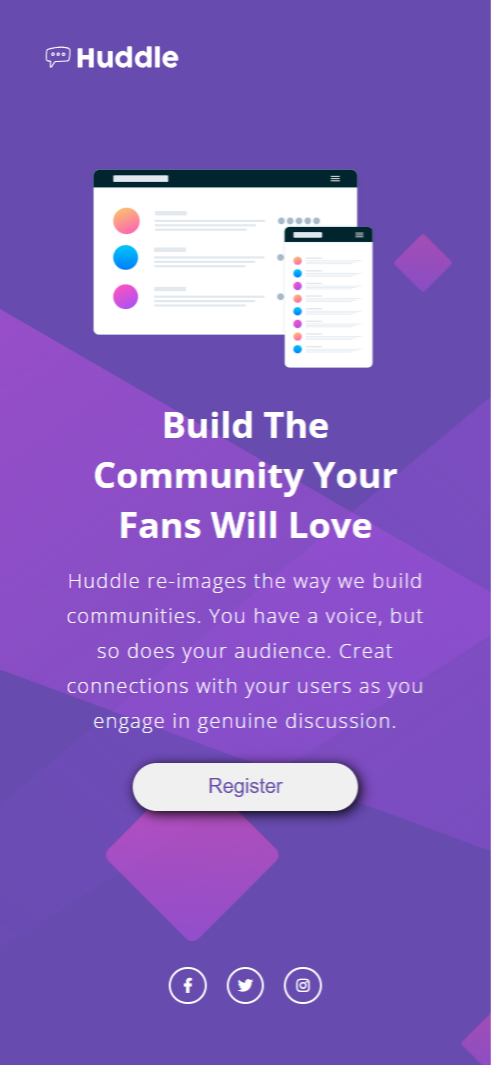 Huddle
Build The
Community Your
Fans Will Love
Huddle re-images the way we build
communities. You have a voice, but
so does your audience. Creat
connections with your users as you
engage in genuine discussion.
Register